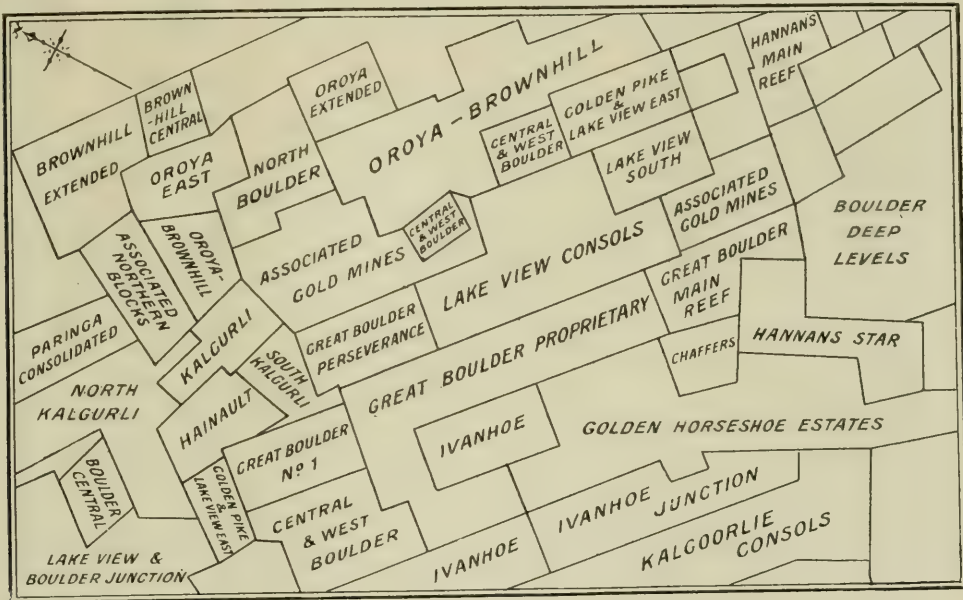 HANNANS
MAIN
REEF
OROYA
EXTENDED
BROWN
-HILL
CENTRAL
BROWNHILL
EXTENDED
OROYA - BROWNHILL
GOLDEN PIKE
&
LAKE VIEW EAST
CENTRAL
& WEST
BOULDER
OROYA
EAST
NORTH
BOULDER
LAKE VIEW
SOUTH
ASSOCIATED
GOLD MINES
BOULDER
DEEP
LEVELS
ASSOCIATED
NORTHERN
BLOCKS
OROYA-
BROWNHILL
ASSOCIATED
GOLD MINES
CENTRAL
& WEST
BOULDER
LAKE VIEW CONSOLS
GREAT BOULDER
MAIN
REEF
PARINGA
CONSOLIDATED
KALGURLI
GREAT BOULDER
PERSEVERANCE
GREAT BOULDER PROPRIETARY
HANNANS STAR
CHAFFERS
SOUTH
KALGURLI
NORTH
KALGURLI
HAINAULT
GREAT BOULDER
No 1
IVANHOE
GOLDEN HORSESHOE ESTATES
BOULDER
CENTRAL
GOLDEN PIKE
&
LAKE VIEW EAST
CENTRAL
& WEST
BOULDER
IVANHOE
JUNCTION
KALGOORLIE
CONSOLS
LAKE VIEW &
BOULDER JUNCTION
IVANHOE